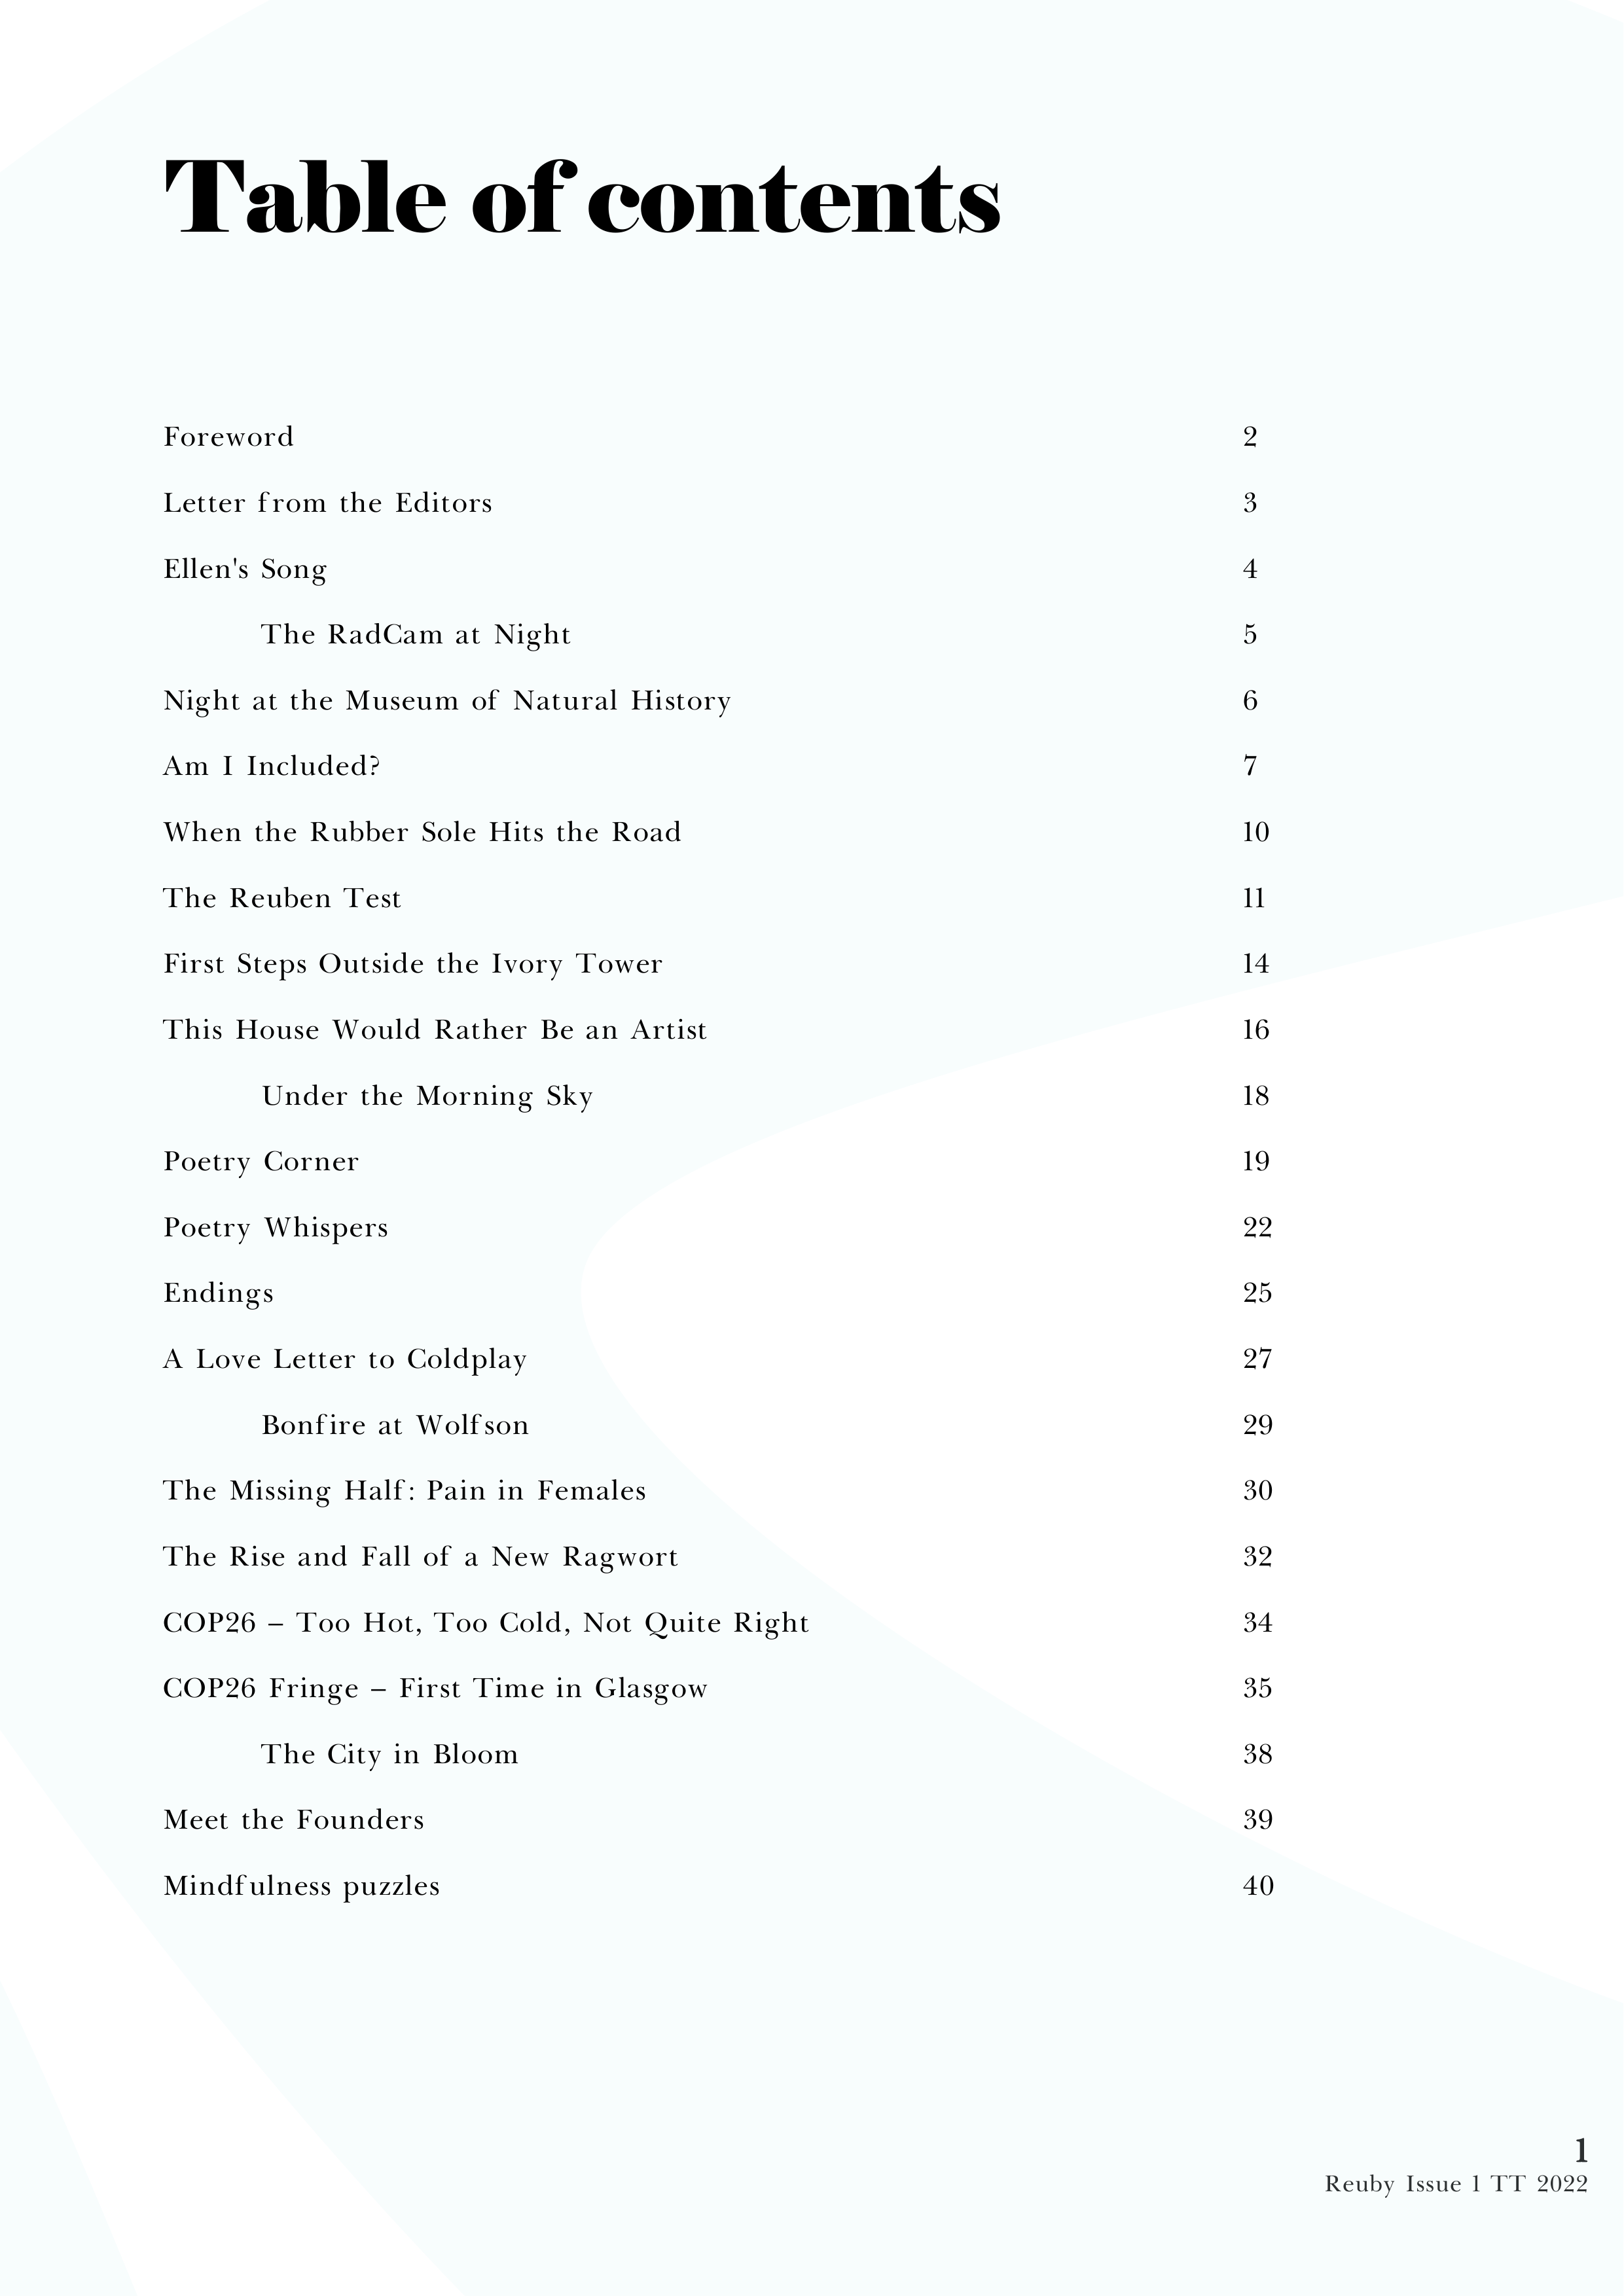 Table of contents
Foreword 2
Letter from the Editors 3
Ellen's Song 4
The RadCam at Night 5
Night at the Museum of Natural History 6
Am I Included? 7
When the Rubber Sole Hits the Road 10
The Reuben Test 11
First Steps Outside the Ivory Tower 14
This House Would Rather Be an Artist 16
Under the Morning Sky 18
Poetry Corner 19
Poetry Whispers 22
Endings 25
A Love Letter to Coldplay 27
Bonfire at Wolfson 29
The Missing Half: Pain in Females 30
The Rise and Fall of a New Ragwort 32
COP26 – Too Hot, Too Cold, Not Quite Right 34
COP26 Fringe – First Time in Glasgow 35
The City in Bloom 38
Meet the Founders 39
Mindfulness puzzles 40
1
Reuby Issue 1 TT 2022